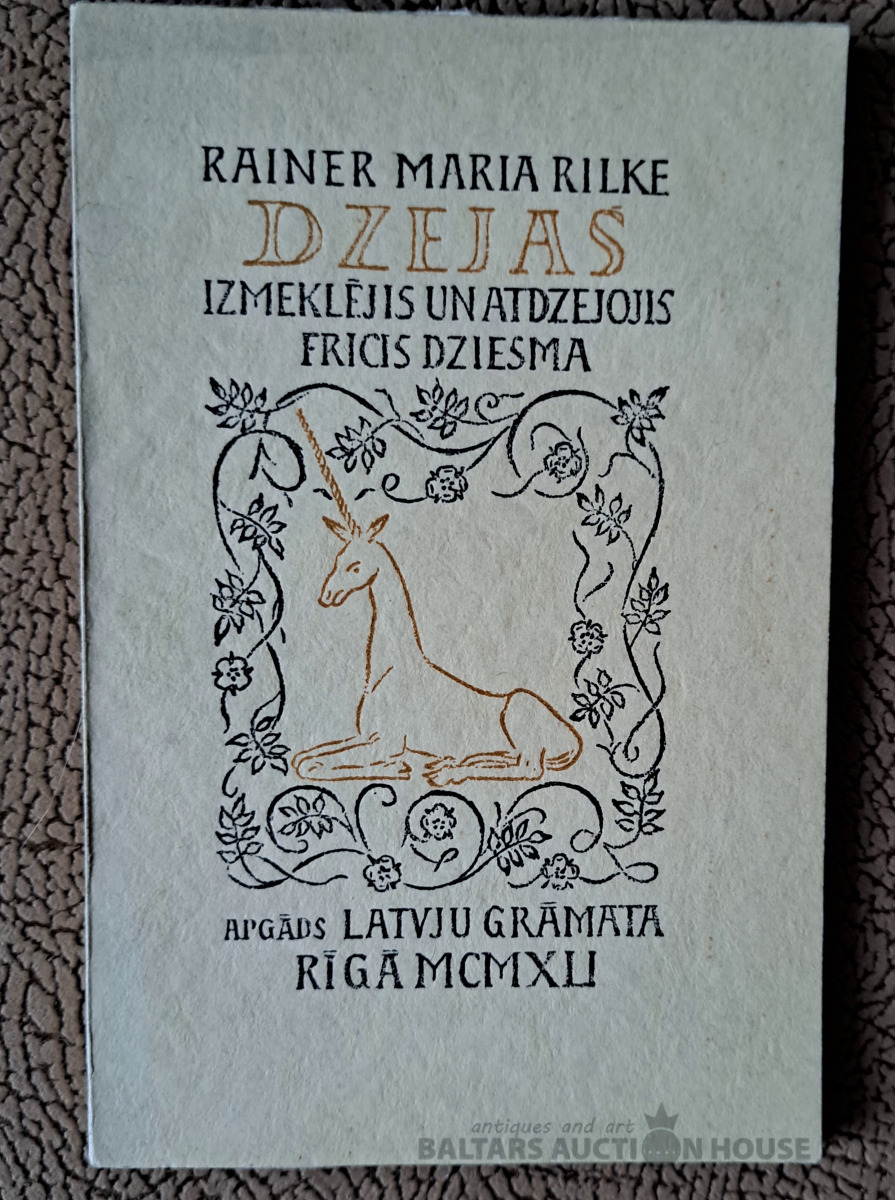 RAINER MARIA RILKE
DZEJAS
IZMEKLĒJIS UN ATDZEJOJIS
FRICIS DZIESMA
APGĀDS LATVJU GRĀMATA
RĪGĀ MCMXLI
antiques and art
BALTARS AUCTION HOUSE